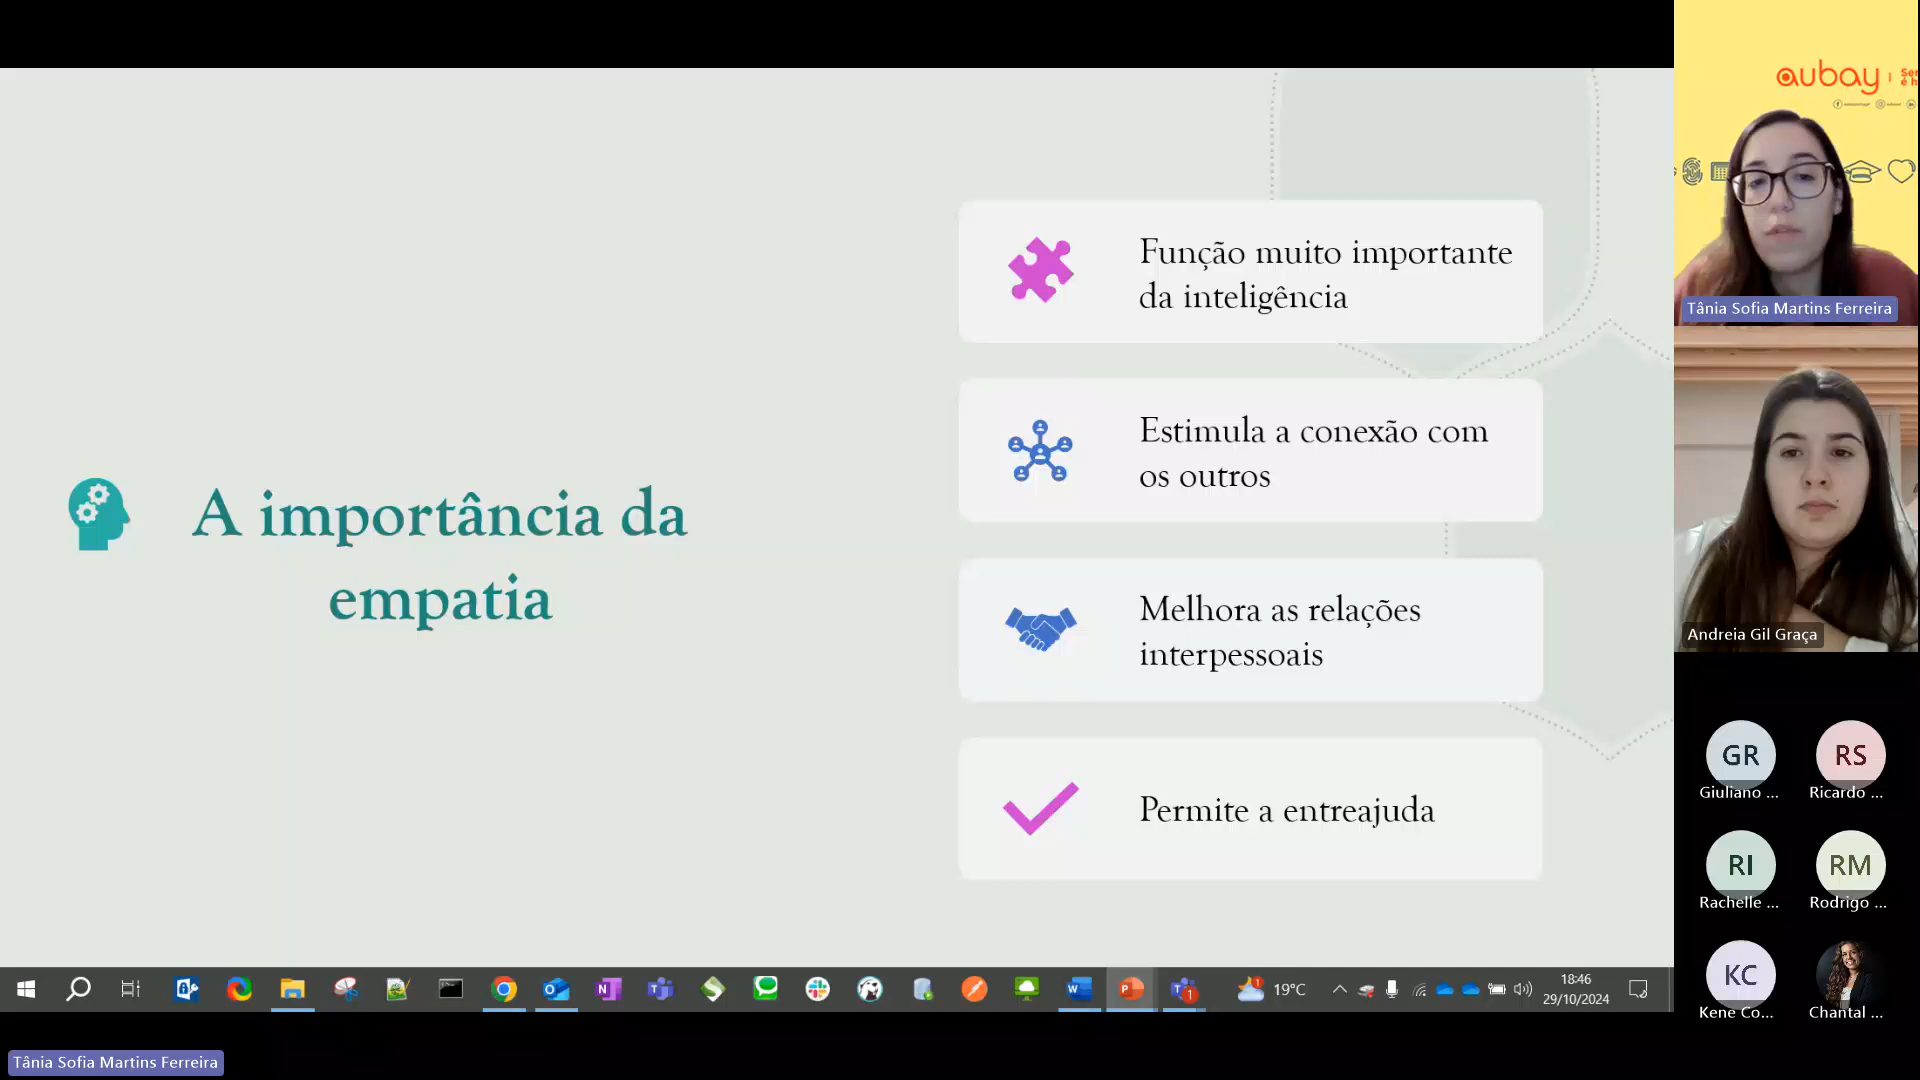 A importância da
empatia
Função muito importante
da inteligência
Estimula a conexão com
os outros
Melhora as relações
interpessoais
Permite a entreajuda
aubay
Tânia Sofia Martins Ferreira
Andreia Gil Graça
GR
Giuliano ...
RS
Ricardo ...
RI
Rachelle ...
RM
Rodrigo ...
KC
Kene Co...
Chantal ...
19°C
18:46
29/10/2024
Tânia Sofia Martins Ferreira